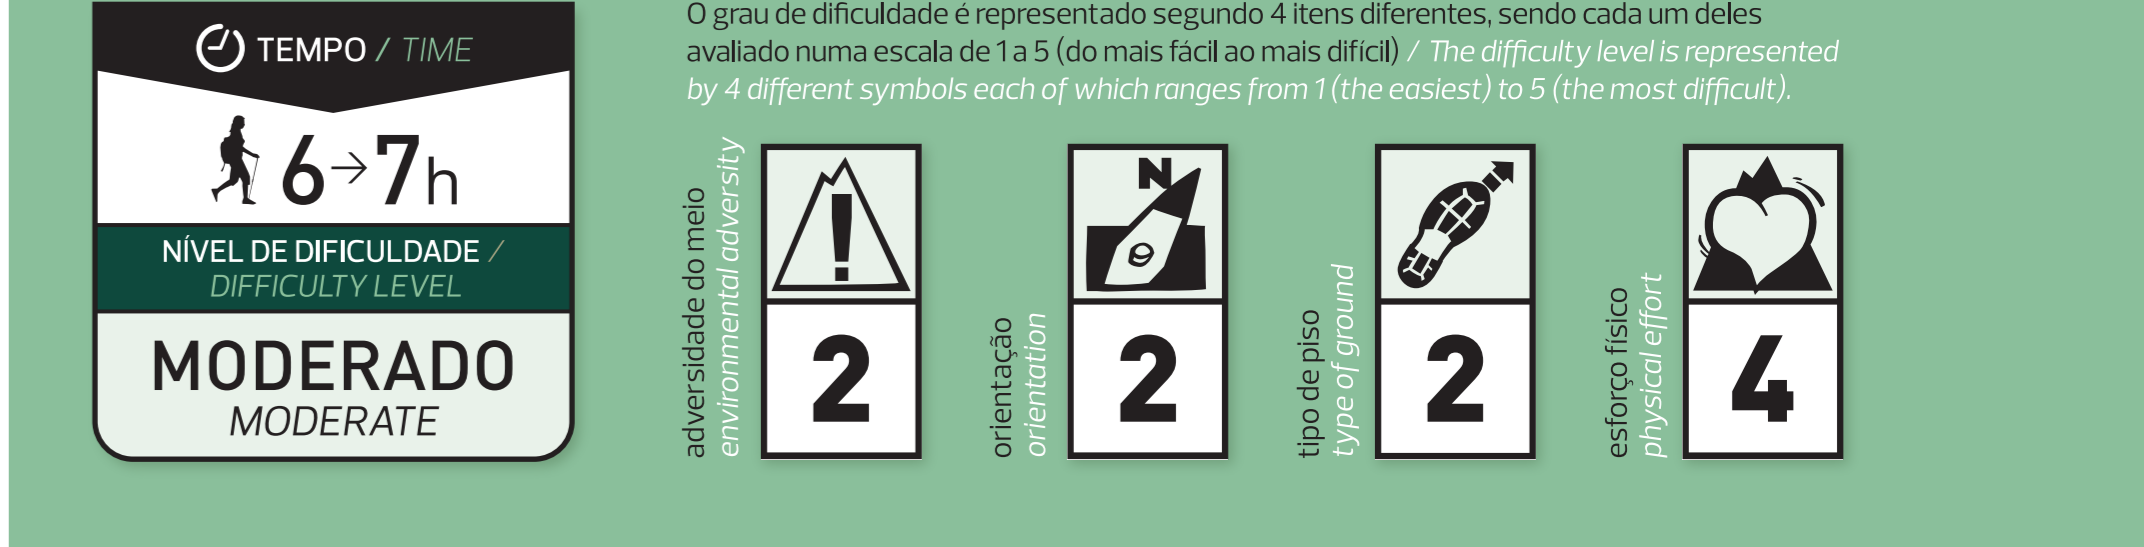 TEMPO / TIME
6→7h
NÍVEL DE DIFICULDADE /
DIFFICULTY LEVEL
MODERADO
MODERATE
O grau de dificuldade é representado segundo 4 itens diferentes, sendo cada um deles
avaliado numa escala de 1 a 5 (do mais fácil ao mais difícil) / The difficulty level is represented
by 4 different symbols each of which ranges from 1 (the easiest) to 5 (the most difficult).
adversidade do meio
environmental adversity
!
2
orientação
orientation
N
2
tipo de piso
type of ground
2
esforço físico
physical effort
4